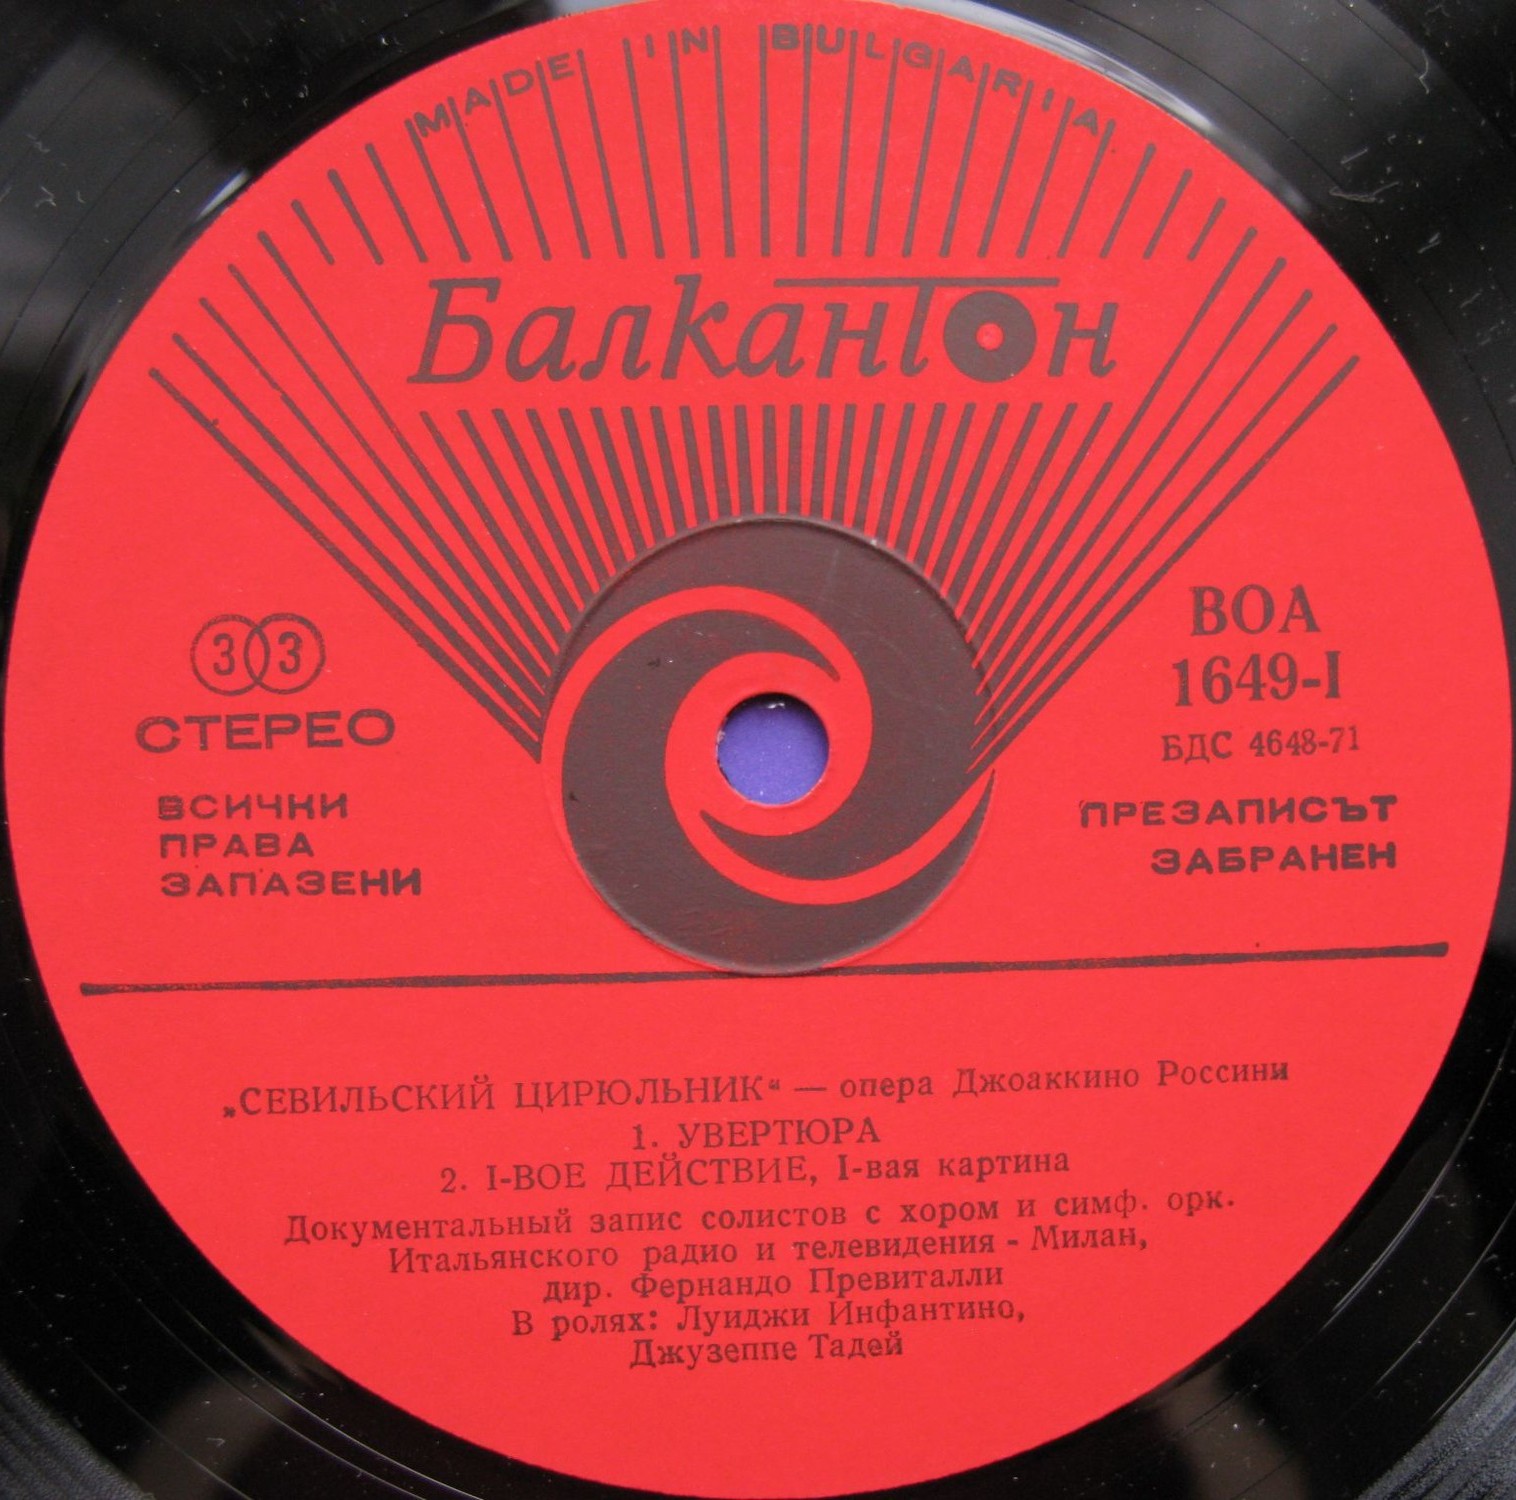 MADE IN BULGARIA
Балкантон
33
СТЕРЕО
ВСИЧКИ
ПРАВА
ЗАПАЗЕНИ
ВОА
1649-I
БДС 4648-71
ПРЕЗАПИСЪТ
ЗАБРАНЕН
„СЕВИЛЬСКИЙ ЦИРЮЛЬНИК“ — опера Джоаккино Россини
1. УВЕРТЮРА
2. I-ВОЕ ДЕЙСТВИЕ, I-вая картина
Документальный запис солистов с хором и симф. орк.
Итальянского радио и телевидения - Милан,
дир. Фернандо Превиталли
В ролях: Луиджи Инфантино,
Джузеппе Тадей